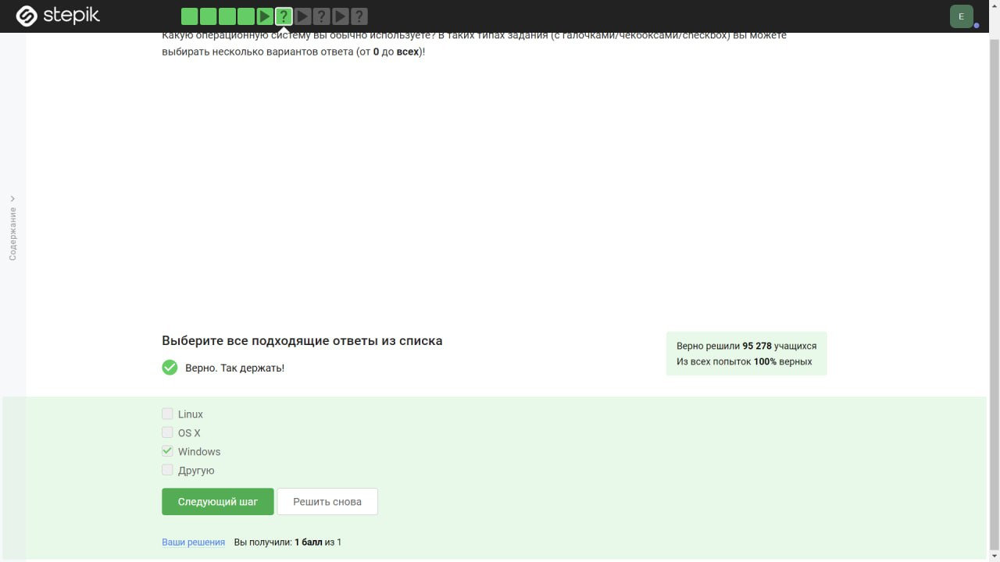 stepik
E
Какую операционную систему вы обычно используете? В таких типах задания (с галочками/чекбоксами/checkbox) вы можете
выбирать несколько вариантов ответа (от 0 до всех)!
Содержание
Выберите все подходящие ответы из списка
Верно. Так держать!
Верно решили 95 278 учащихся
Из всех попыток 100% верных
Linux
OS X
Windows
Другую
Следующий шаг
Решить снова
Ваши решения Вы получили: 1 балл из 1